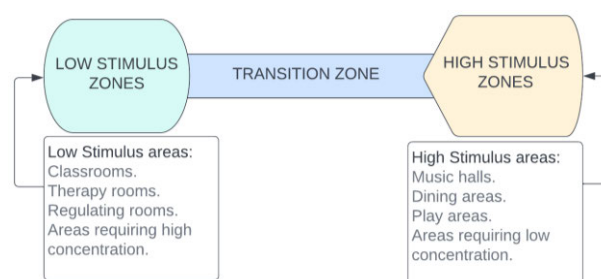 LOW STIMULUS
ZONES
TRANSITION ZONE
HIGH STIMULUS
ZONES
Low Stimulus areas:
Classrooms.
Therapy rooms.
Regulating rooms.
Areas requiring high
concentration.
High Stimulus areas:
Music halls.
Dining areas.
Play areas.
Areas requiring low
concentration.